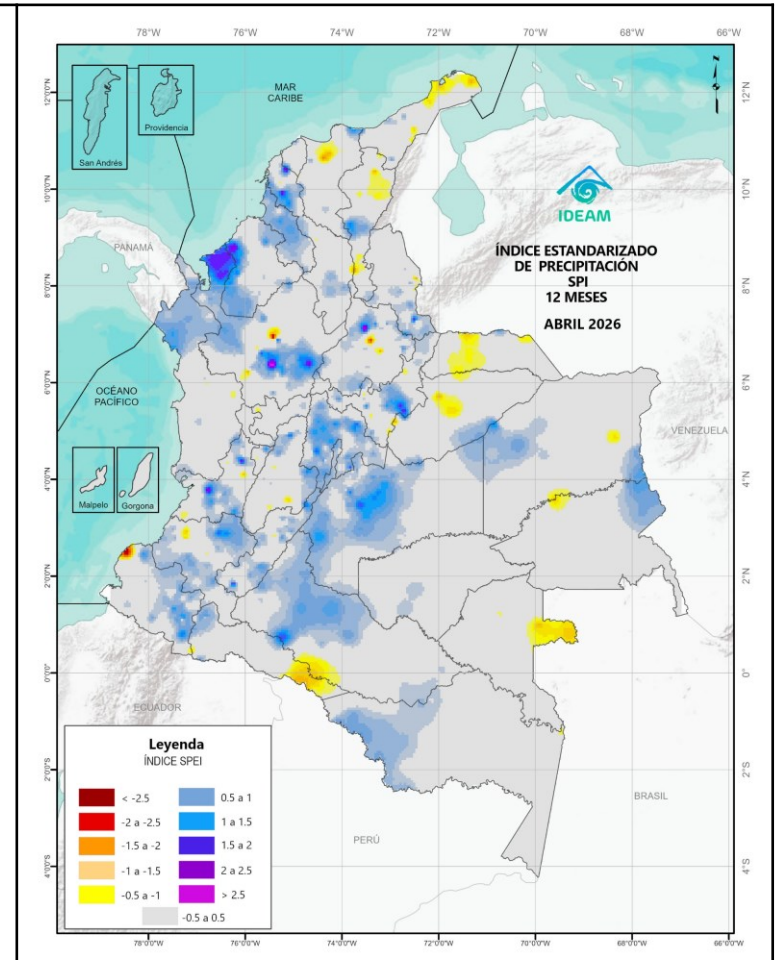 78°W 76°W 74°W 72°W 70°W 68°W 66°W
MAR
CARIBE
N
San Andrés
Providencia
12°0'0"N
12°N
10°0'0"N
10°N
IDEAM
ÍNDICE ESTANDARIZADO
DE PRECIPITACIÓN
SPI
12 MESES
ABRIL 2026
PANAMÁ
8°0'0"N
8°N
6°0'0"N
6°N
OCÉANO
PACÍFICO
VENEZUELA
Malpelo
Gorgona
4°0'0"N
4°N
2°0'0"N
2°N
0°0'0"
0°
ECUADOR
Leyenda
ÍNDICE SPEI
< -2.5 0.5 a 1
-2 a -2.5 1 a 1.5
-1.5 a -2 1.5 a 2
-1 a -1.5 2 a 2.5
-0.5 a -1 > 2.5
-0.5 a 0.5
2°0'0"S
2°S
BRASIL
PERÚ
4°0'0"S
4°S
78°0'0"W 76°0'0"W 74°0'0"W 72°0'0"W 70°0'0"W 68°0'0"W 66°0'0"W